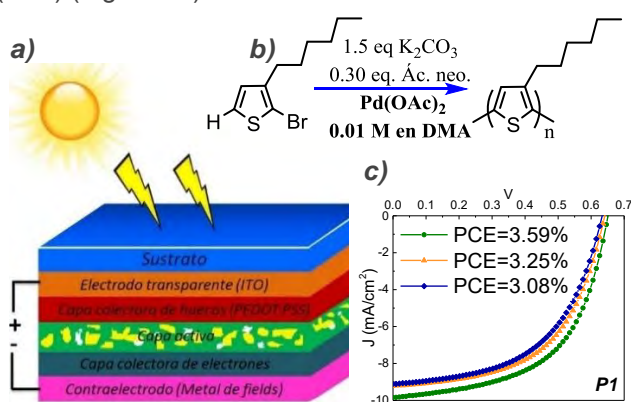 a)
b)
1.5 eq K2CO3
0.30 eq. Ác. neo.
Pd(OAc)2
0.01 M en DMA
H
S
Br
S
n
Sustrato
Electrodo transparente (ITO)
Capa colectora de huecos (PEDOT-PSS)
Capa activa
Capa colectora de electrones
Contraelectrodo (Metal de fields)
+
-
c)
V
0.0 0.1 0.2 0.3 0.4 0.5 0.6 0.7
0
-2
-4
-6
-8
-10
J (mA/cm2)
PCE=3.59%
PCE=3.25%
PCE=3.08%
P1